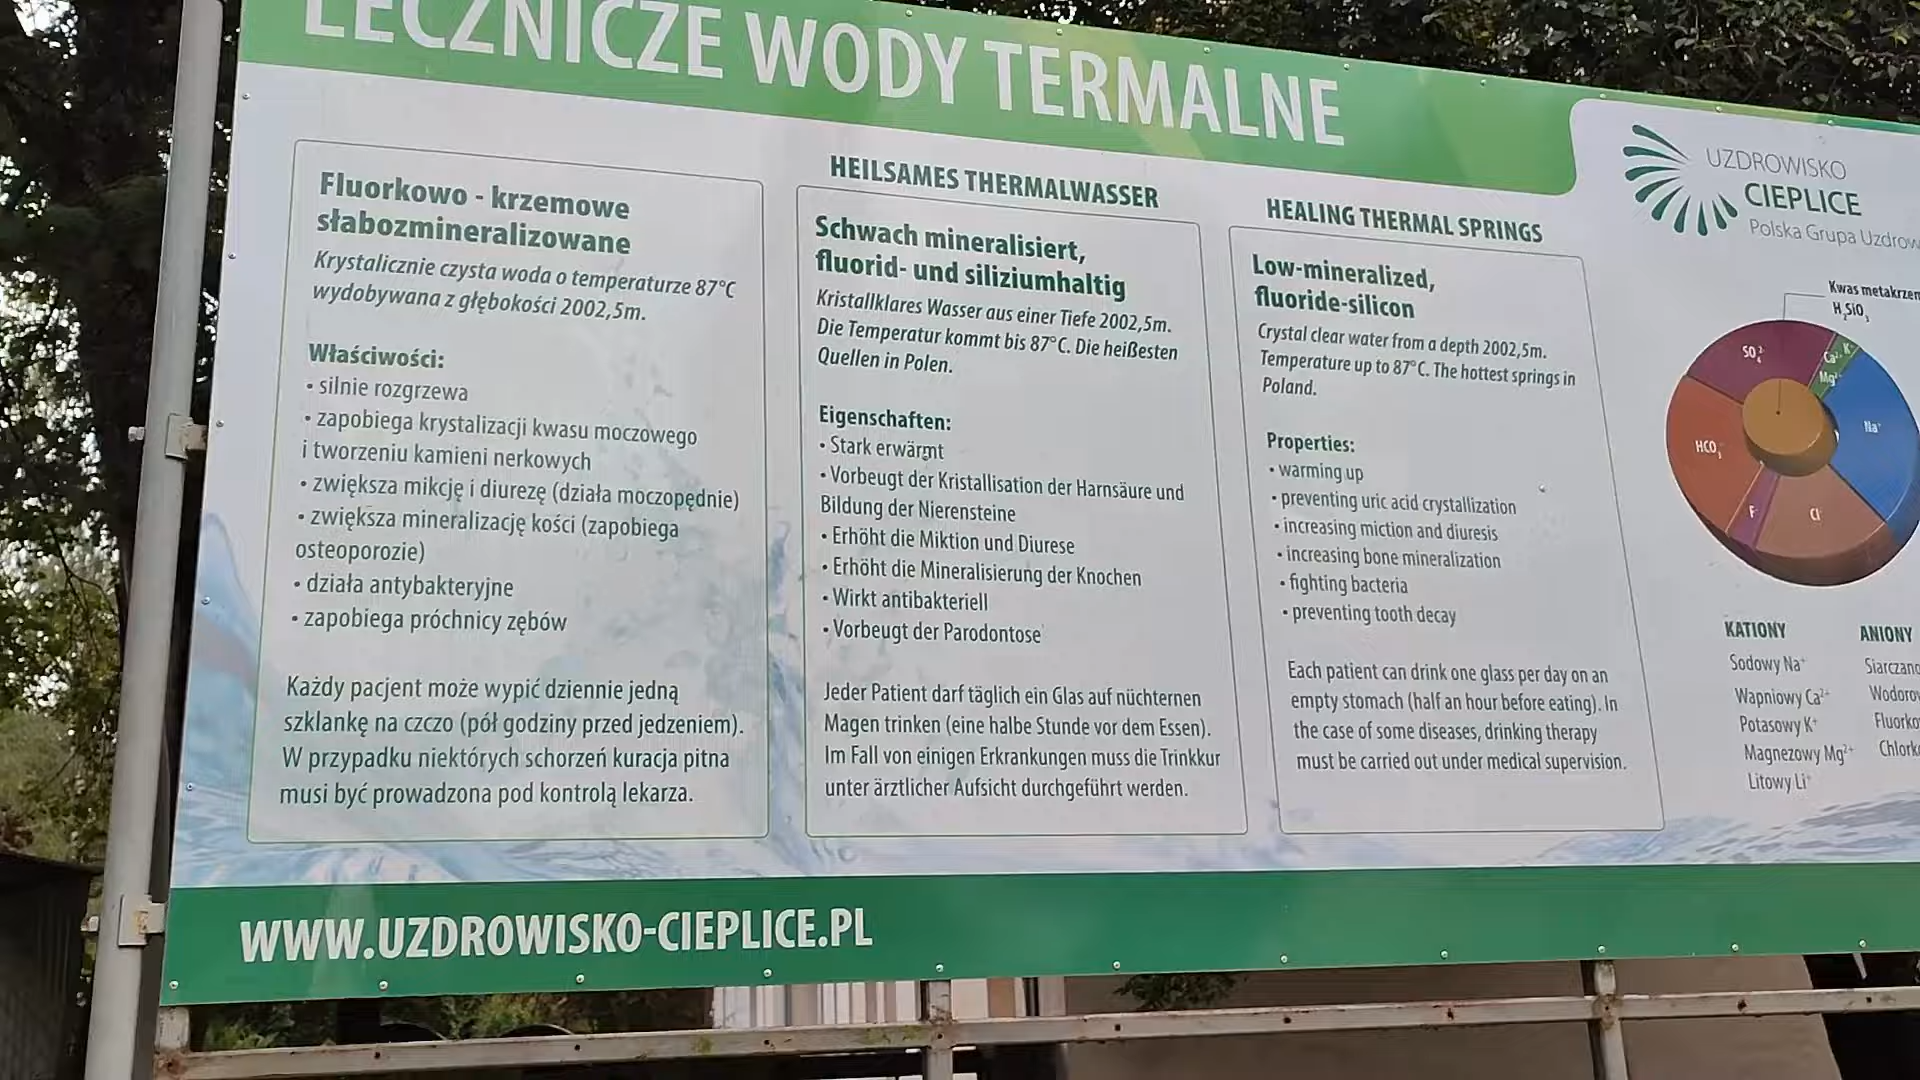 LECZNICZE WODY TERMALNE
Fluorkowo - krzemowe
słabozmineralizowane
Krystalicznie czysta woda o temperaturze 87°C
wydobywana z głębokości 2002,5m.
Właściwości:
• silnie rozgrzewa
• zapobiega krystalizacji kwasu moczowego
i tworzeniu kamieni nerkowych
• zwiększa mikcję i diurezę (działa moczopędnie)
• zwiększa mineralizację kości (zapobiega
osteoporozie)
• działa antybakteryjne
• zapobiega próchnicy zębów
Każdy pacjent może wypić dziennie jedną
szklankę na czczo (pół godziny przed jedzeniem).
W przypadku niektórych schorzeń kuracja pitna
musi być prowadzona pod kontrolą lekarza.
HEILSAMES THERMALWASSER
Schwach mineralisiert,
fluorid- und siliziumhaltig
Kristallklares Wasser aus einer Tiefe 2002,5m.
Die Temperatur kommt bis 87°C. Die heißesten
Quellen in Polen.
Eigenschaften:
• Stark erwärmt
• Vorbeugt der Kristallisation der Harnsäure und
Bildung der Nierensteine
• Erhöht die Miktion und Diurese
• Erhöht die Mineralisierung der Knochen
• Wirkt antibakteriell
• Vorbeugt der Parodontose
Jeder Patient darf täglich ein Glas auf nüchternen
Magen trinken (eine halbe Stunde vor dem Essen).
Im Fall von einigen Erkrankungen muss die Trinkkur
unter ärztlicher Aufsicht durchgeführt werden.
HEALING THERMAL SPRINGS
Low-mineralized,
fluoride-silicon
Crystal clear water from a depth 2002,5m.
Temperature up to 87°C. The hottest springs in
Poland.
Properties:
• warming up
• preventing uric acid crystallization
• increasing miction and diuresis
• increasing bone mineralization
• fighting bacteria
• preventing tooth decay
Each patient can drink one glass per day on an
empty stomach (half an hour before eating). In
the case of some diseases, drinking therapy
must be carried out under medical supervision.
UZDROWISKO
CIEPLICE
Polska Grupa Uzdrow
Kwas metakrzem
H₂SiO₃
SO₄²⁻
Ca²⁺ K⁺
Mg²⁺
Na⁺
HCO₃⁻
F⁻
Cl⁻
KATIONY
Sodowy Na⁺
Wapniowy Ca²⁺
Potasowy K⁺
Magnezowy Mg²⁺
Litowy Li⁺
ANIONY
Siarczano
Wodorow
Fluorko
Chlorko
WWW.UZDROWISKO-CIEPLICE.PL